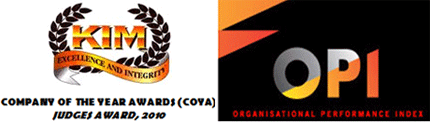 KIM
EXCELLENCE AND INTEGRITY
COMPANY OF THE YEAR AWARDS (COYA)
JUDGES AWARD, 2010
OPI
ORGANISATIONAL PERFORMANCE INDEX